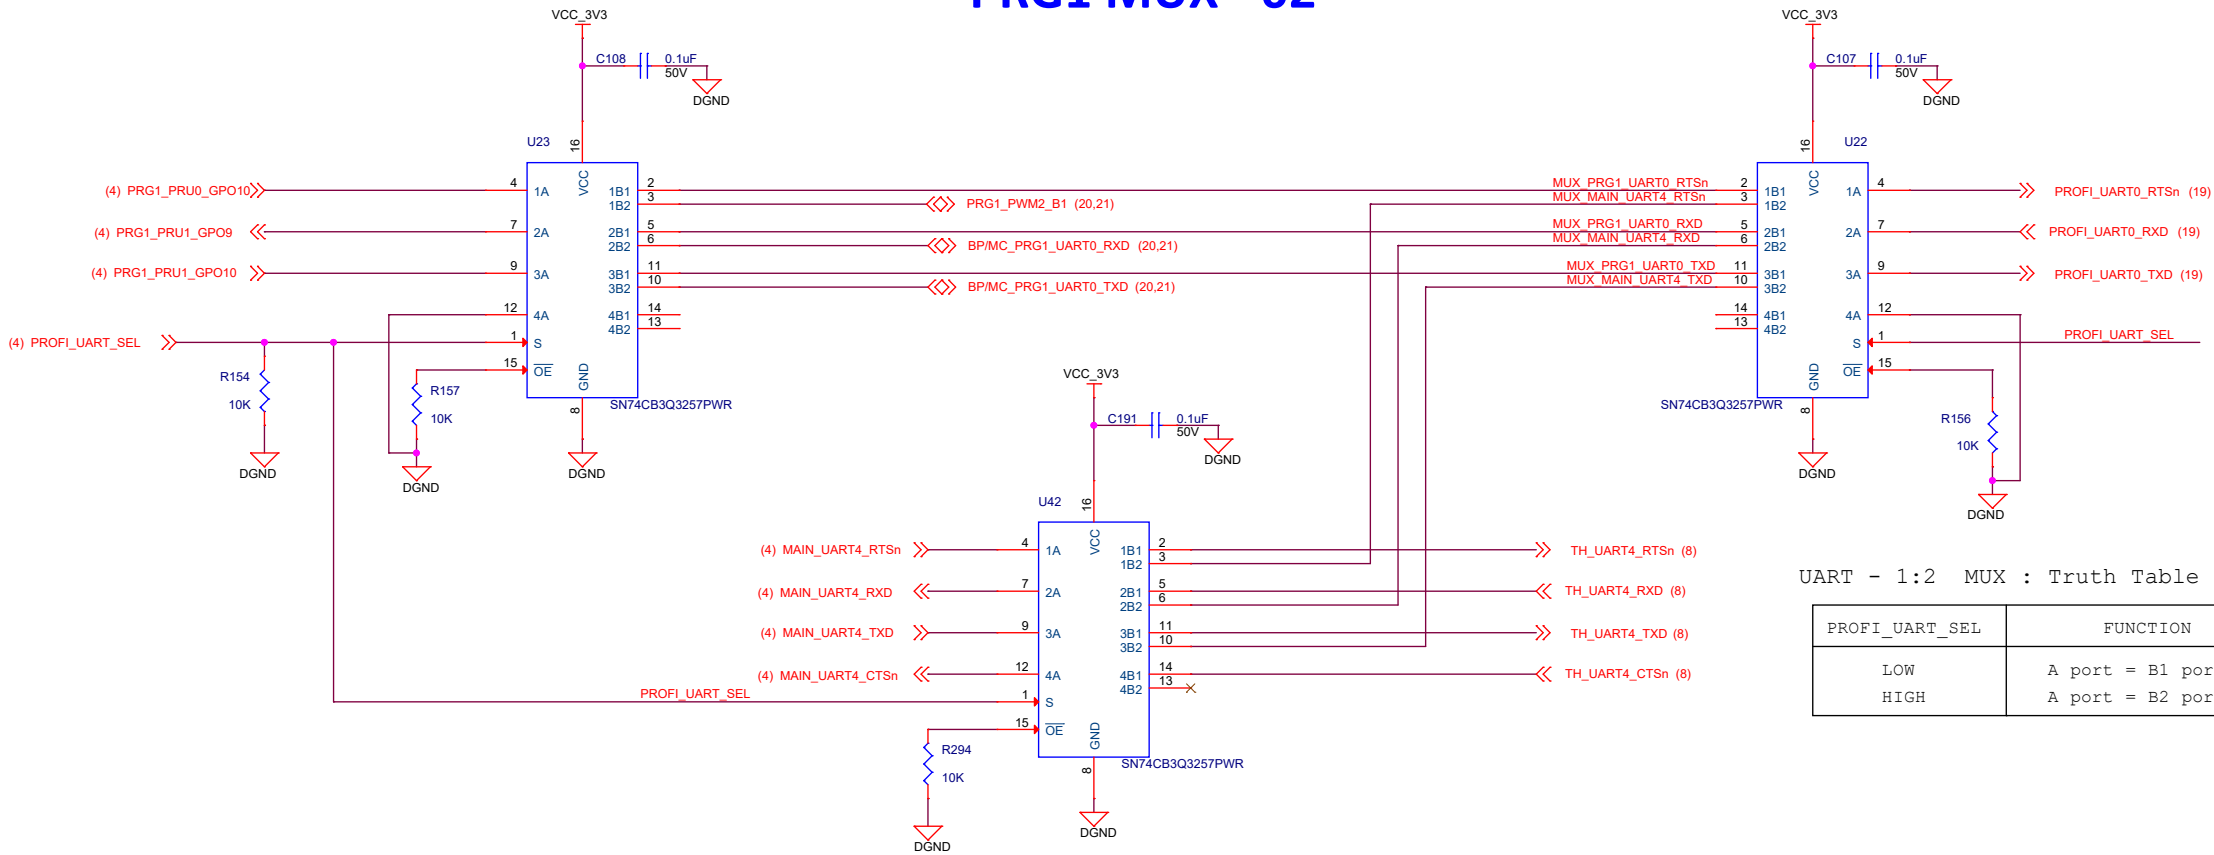 PRG1 MUX - 02
VCC_3V3
C108
0.1uF
50V
DGND
U23
16
VCC
(4) PRG1_PRU0_GPO10
4
1A
1B1
2
1B2
3
PRG1_PWM2_B1 (20,21)
(4) PRG1_PRU1_GPO9
7
2A
2B1
5
2B2
6
BP/MC_PRG1_UART0_RXD (20,21)
(4) PRG1_PRU1_GPO10
9
3A
3B1
11
3B2
10
BP/MC_PRG1_UART0_TXD (20,21)
12
4A
4B1
14
4B2
13
(4) PROFI_UART_SEL
1
S
15
OE
GND
8
SN74CB3Q3257PWR
R154
10K
DGND
R157
10K
DGND
DGND
VCC_3V3
C107
0.1uF
50V
DGND
U22
16
VCC
MUX_PRG1_UART0_RTSn
2
1B1
1A
4
PROFI_UART0_RTSn (19)
MUX_MAIN_UART4_RTSn
3
1B2
MUX_PRG1_UART0_RXD
5
2B1
2A
7
PROFI_UART0_RXD (19)
MUX_MAIN_UART4_RXD
6
2B2
MUX_PRG1_UART0_TXD
11
3B1
3A
9
PROFI_UART0_TXD (19)
MUX_MAIN_UART4_TXD
10
3B2
14
4B1
4A
12
13
4B2
S
1
PROFI_UART_SEL
OE
15
GND
8
SN74CB3Q3257PWR
DGND
R156
10K
DGND
VCC_3V3
C191
0.1uF
50V
DGND
U42
16
VCC
(4) MAIN_UART4_RTSn
4
1A
1B1
2
1B2
3
TH_UART4_RTSn (8)
(4) MAIN_UART4_RXD
7
2A
2B1
5
2B2
6
TH_UART4_RXD (8)
(4) MAIN_UART4_TXD
9
3A
3B1
11
3B2
10
TH_UART4_TXD (8)
(4) MAIN_UART4_CTSn
12
4A
4B1
14
4B2
13
TH_UART4_CTSn (8)
PROFI_UART_SEL
1
S
15
OE
GND
8
SN74CB3Q3257PWR
R294
10K
DGND
DGND
UART - 1:2 MUX : Truth Table
PROFI_UART_SEL FUNCTION
LOW A port = B1 por
HIGH A port = B2 por